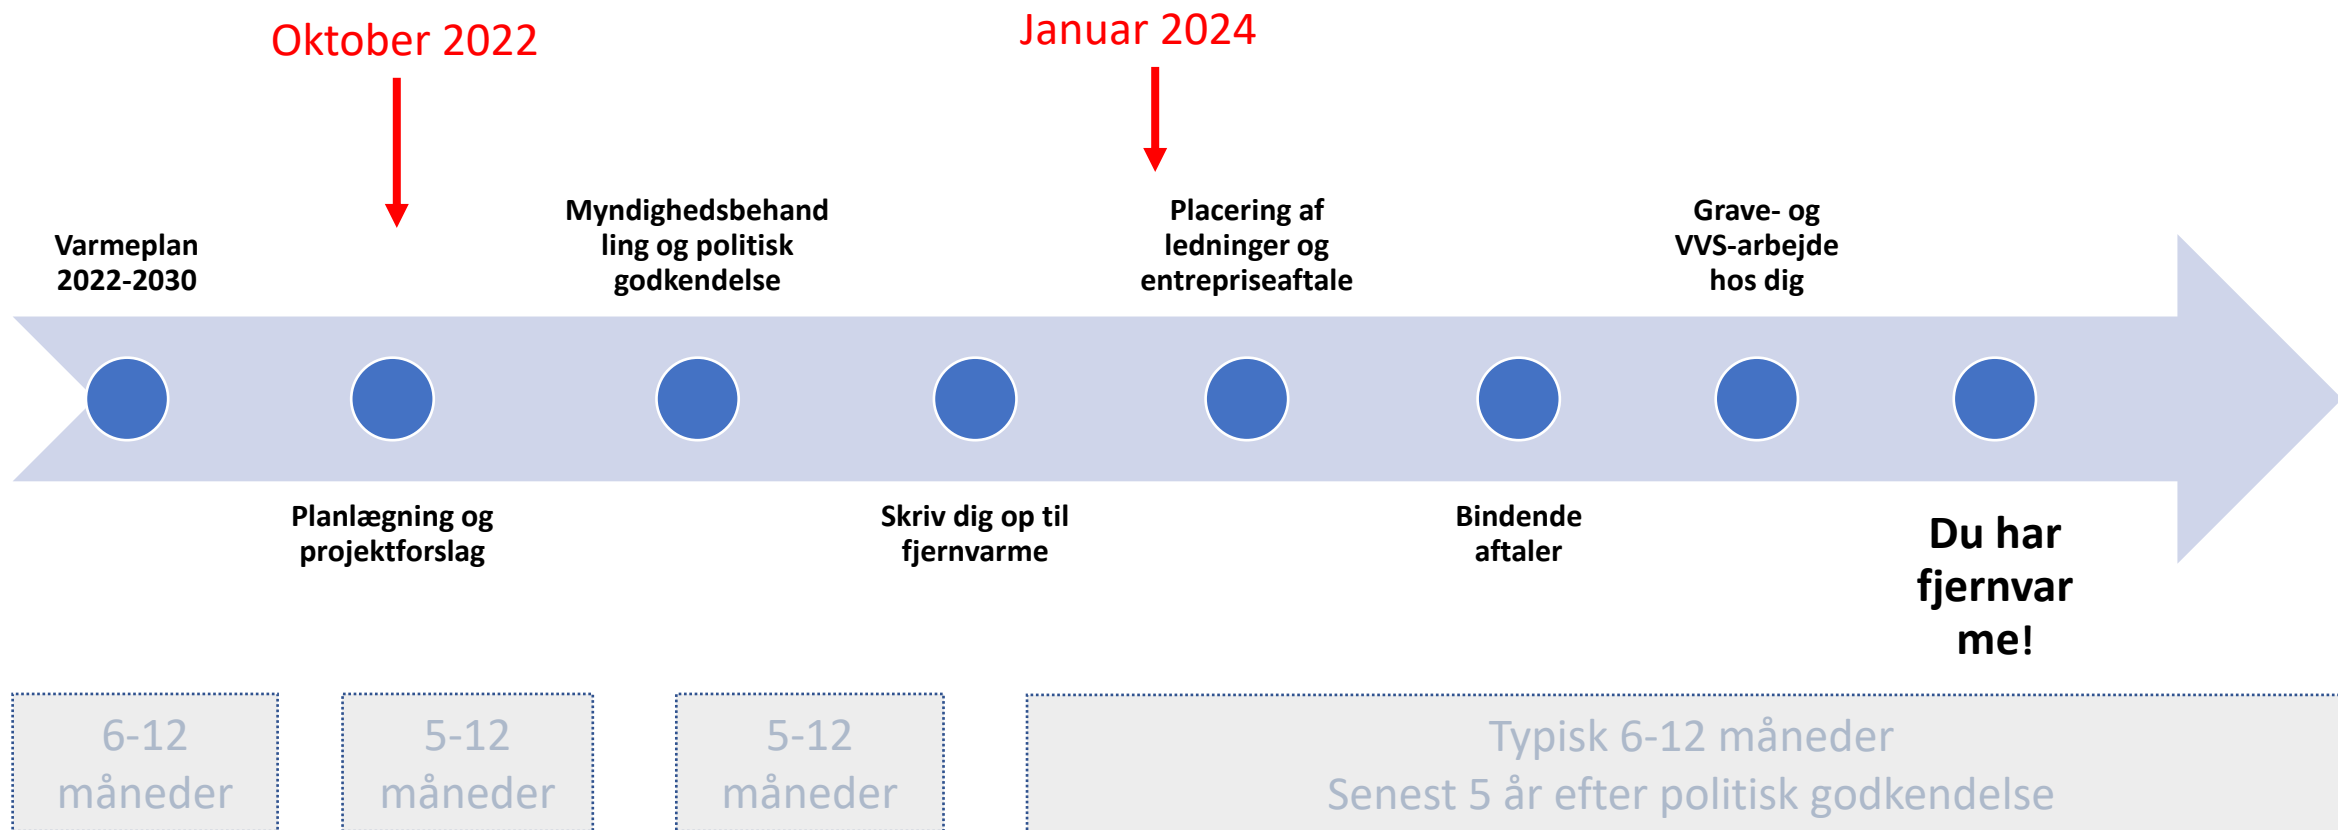 Oktober 2022
Januar 2024
Varmeplan
2022-2030
Myndighedsbehand
ling og politisk
godkendelse
Placering af
ledninger og
entrepriseaftale
Grave- og
VVS-arbejde
hos dig
Planlægning og
projektforslag
Skriv dig op til
fjernvarme
Bindende
aftaler
Du har
fjernvar
me!
6-12
måneder
5-12
måneder
5-12
måneder
Typisk 6-12 måneder
Senest 5 år efter politisk godkendelse